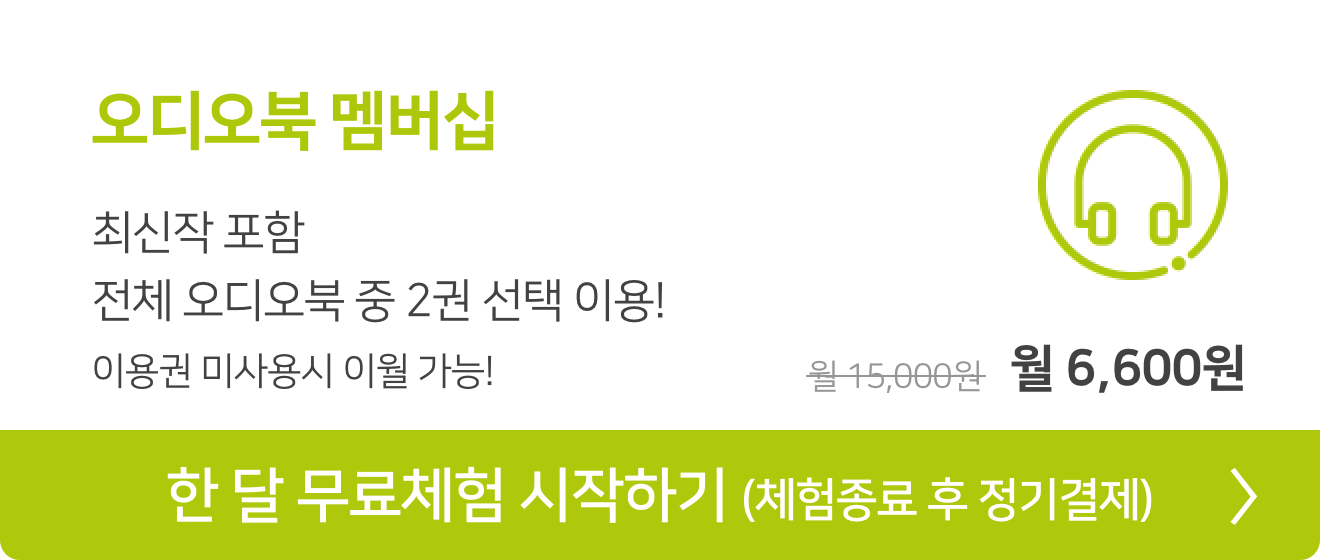 오디오북 멤버십
최신작 포함
전체 오디오북 중 2권 선택 이용!
이용권 미사용시 이월 가능!
월 15,000원 월 6,600원
한 달 무료체험 시작하기 (체험종료 후 정기결제)